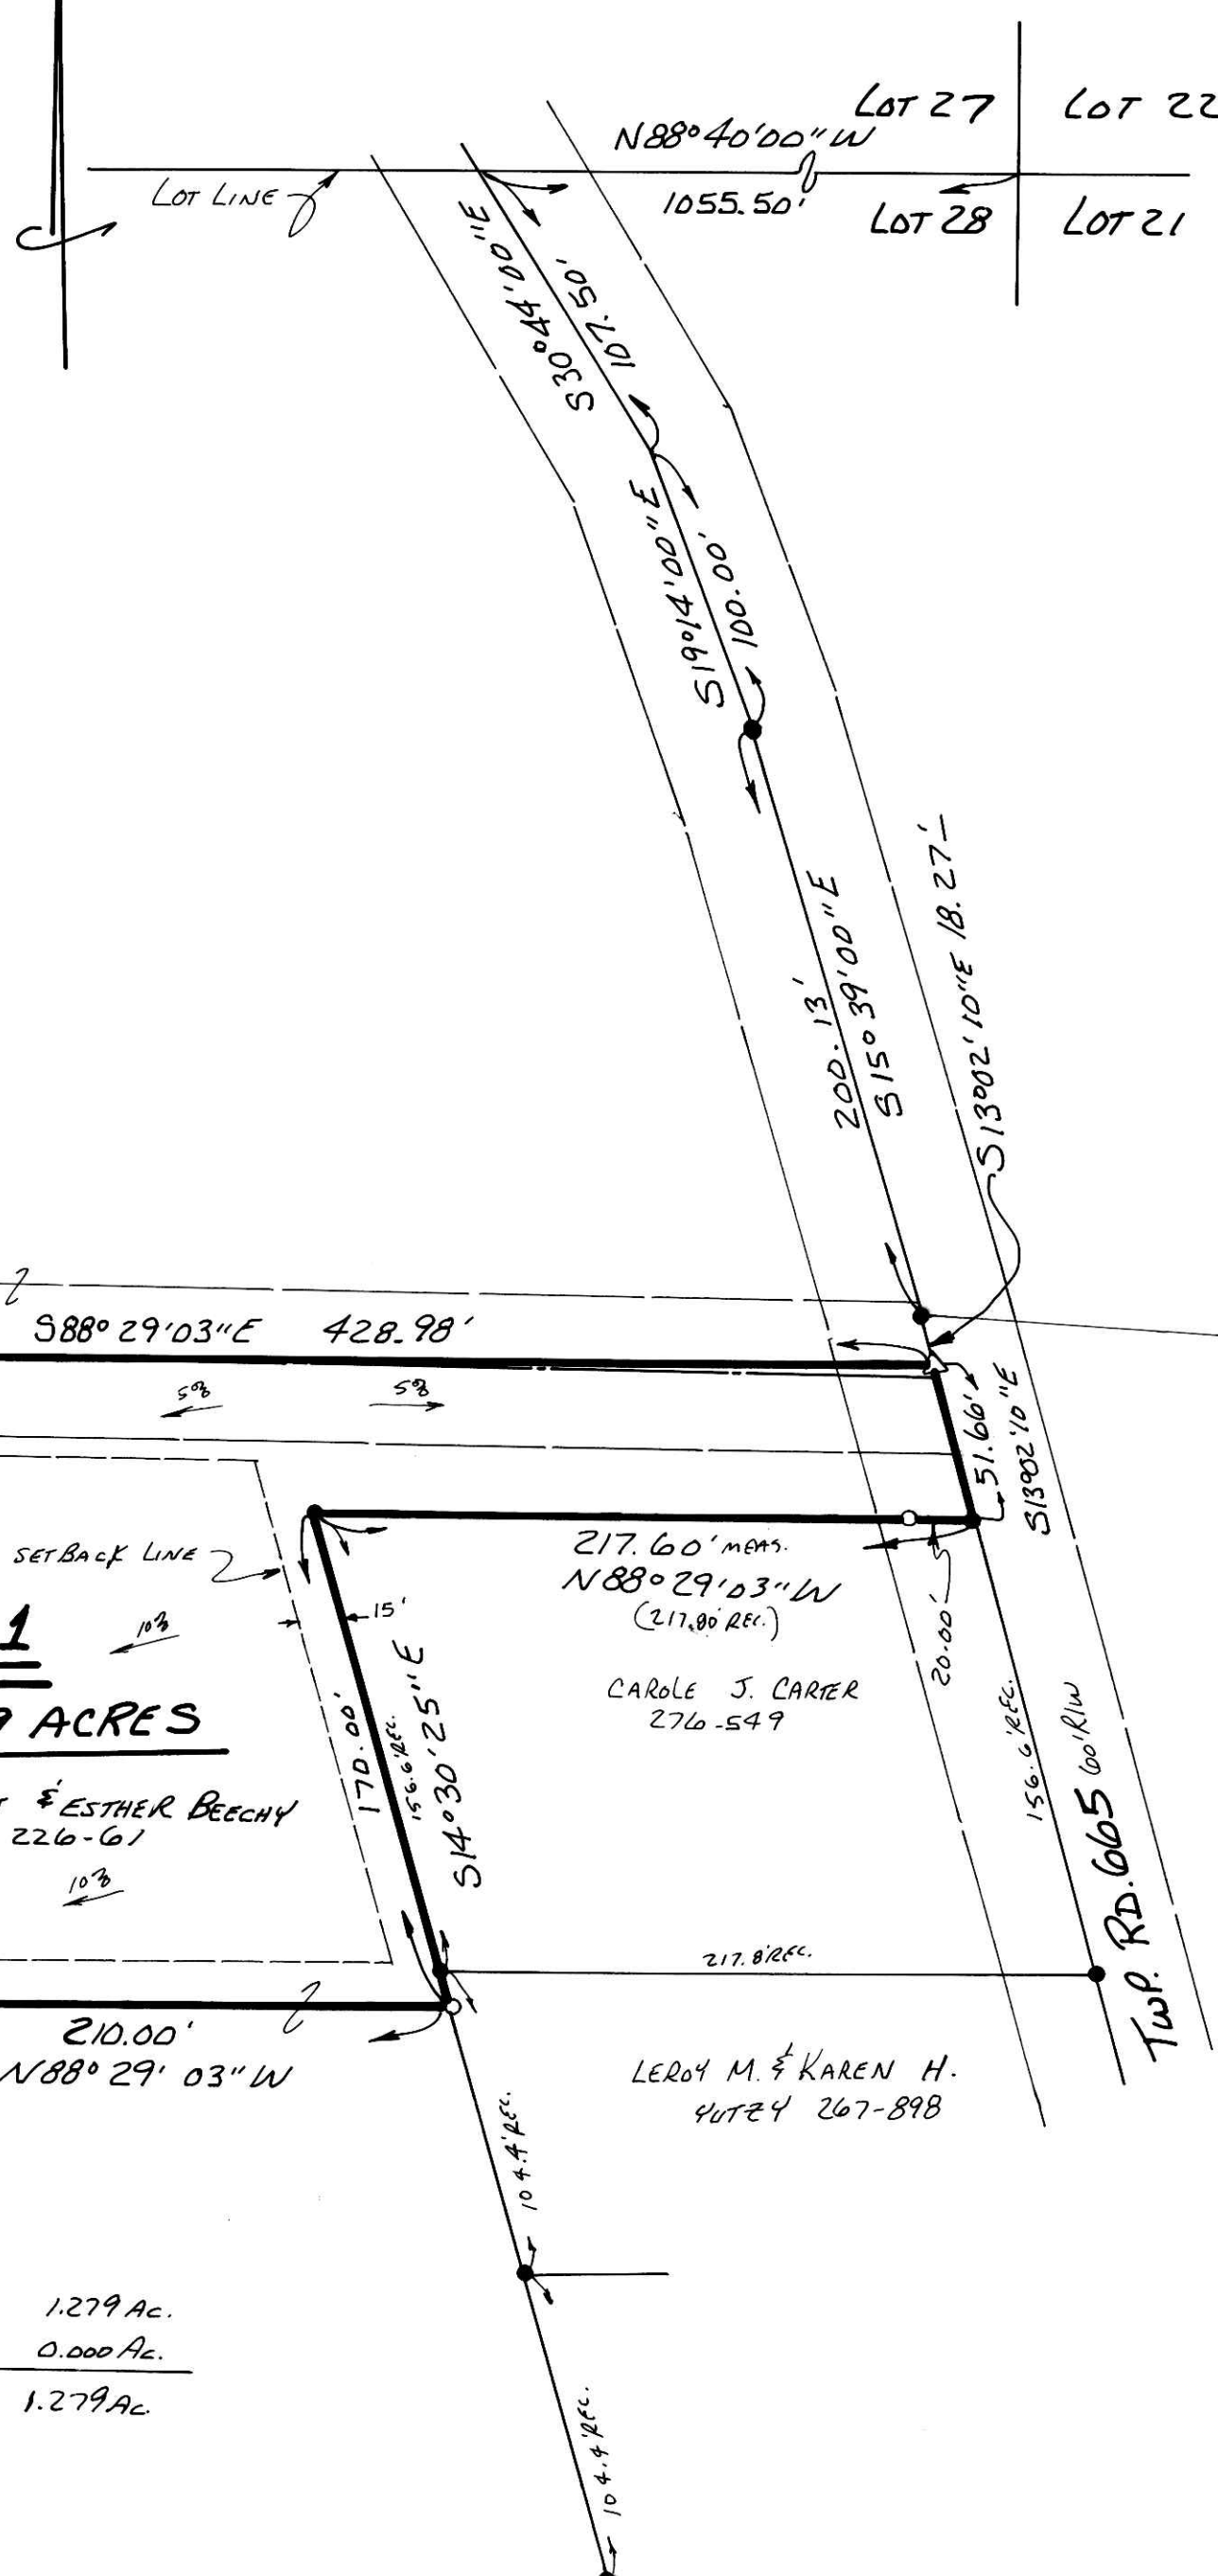 LOT 27
LOT 22
N88°40'00"W
LOT LINE
1055.50'
LOT 28
LOT 21
S30°44'00"E
107.50'
S19°14'00"E
100.00'
200.13'
S15°39'00"E
S13°02'10"E 18.27'
S88°29'03"E 428.98'
5%
5%
51.66'
S13°02'10"E
217.60' MEAS.
N88°29'03"W
(217.80' REC.)
SETBACK LINE
15'
1
10%
20.00'
CAROLE J. CARTER
276-549
ACRES
170.00'
156.6' REC.
S14°30'25"E
156.6' REC.
& ESTHER BEECHY
226-61
10%
TWP. RD. 665 60' R/W
217.8' REC.
210.00'
N88°29'03"W
LEROY M. & KAREN H.
YUTZY 267-898
104.4' REC.
1.279 Ac.
0.000 Ac.
1.279 Ac.
104.4' REC.